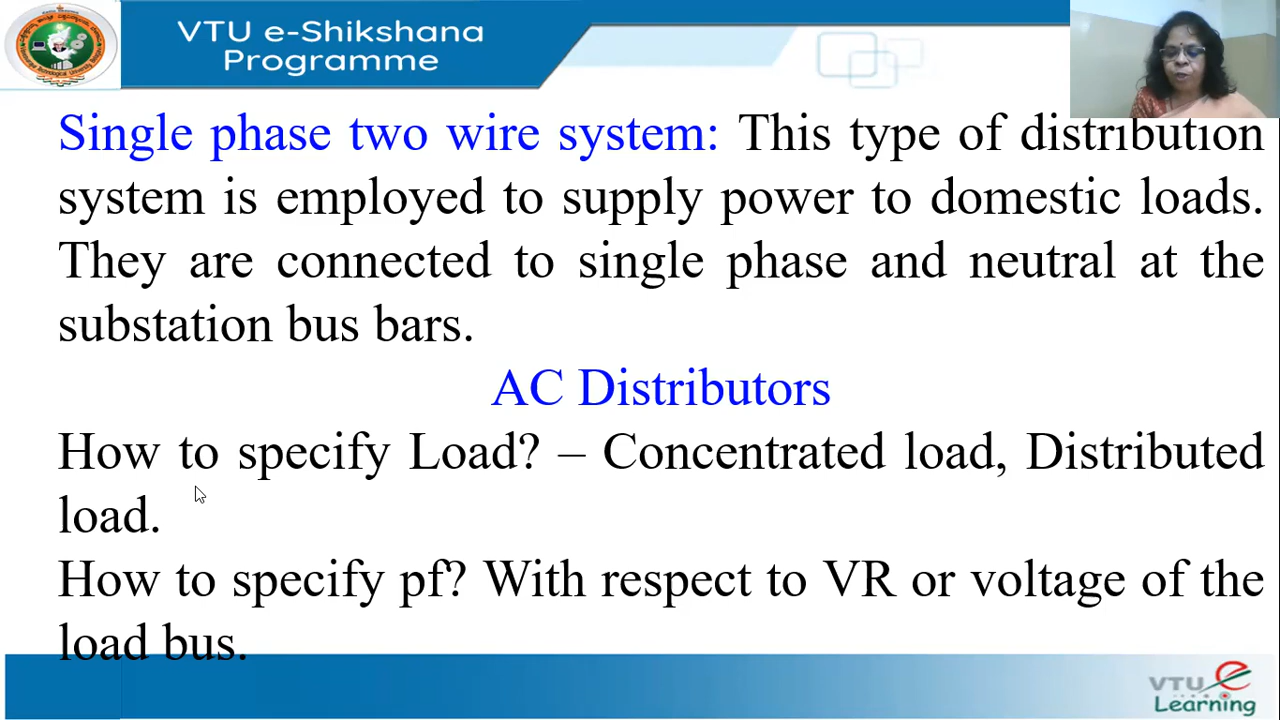 VTU e-Shikshana
Programme
Single phase two wire system: This type of distribution
system is employed to supply power to domestic loads.
They are connected to single phase and neutral at the
substation bus bars.
AC Distributors
How to specify Load? – Concentrated load, Distributed
load.
How to specify pf? With respect to VR or voltage of the
load bus.
VTU e
Learning